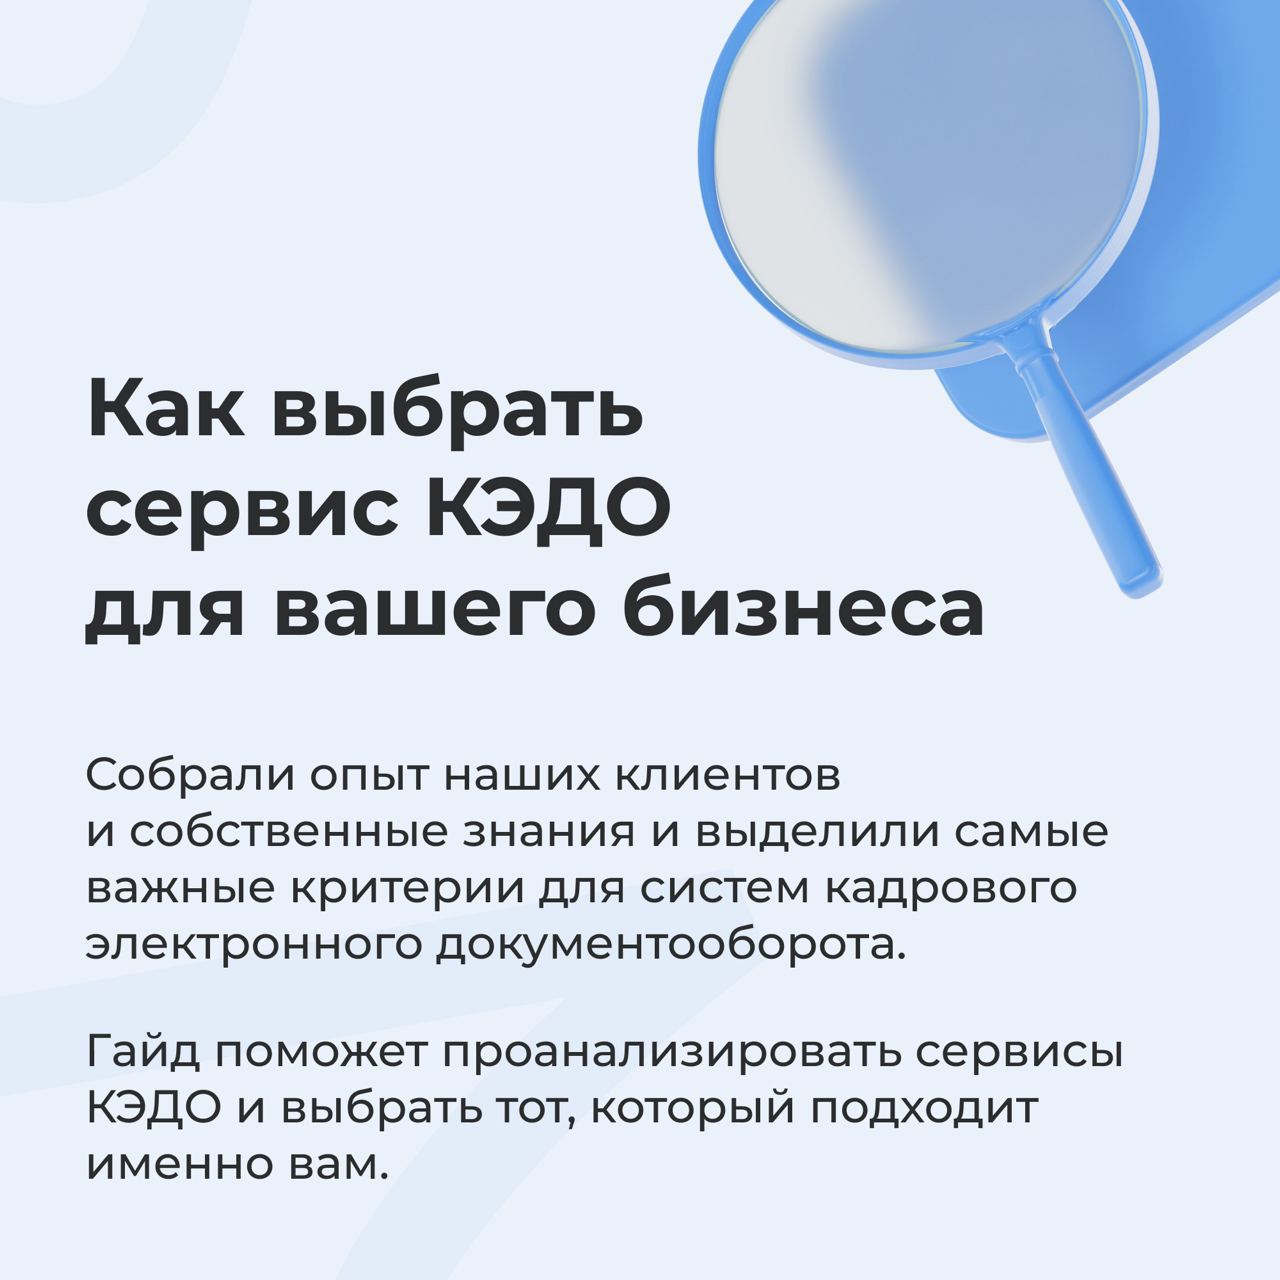 Как выбрать
сервис КЭДО
для вашего бизнеса
Собрали опыт наших клиентов
и собственные знания и выделили самые
важные критерии для систем кадрового
электронного документооборота.
Гайд поможет проанализировать сервисы
КЭДО и выбрать тот, который подходит
именно вам.